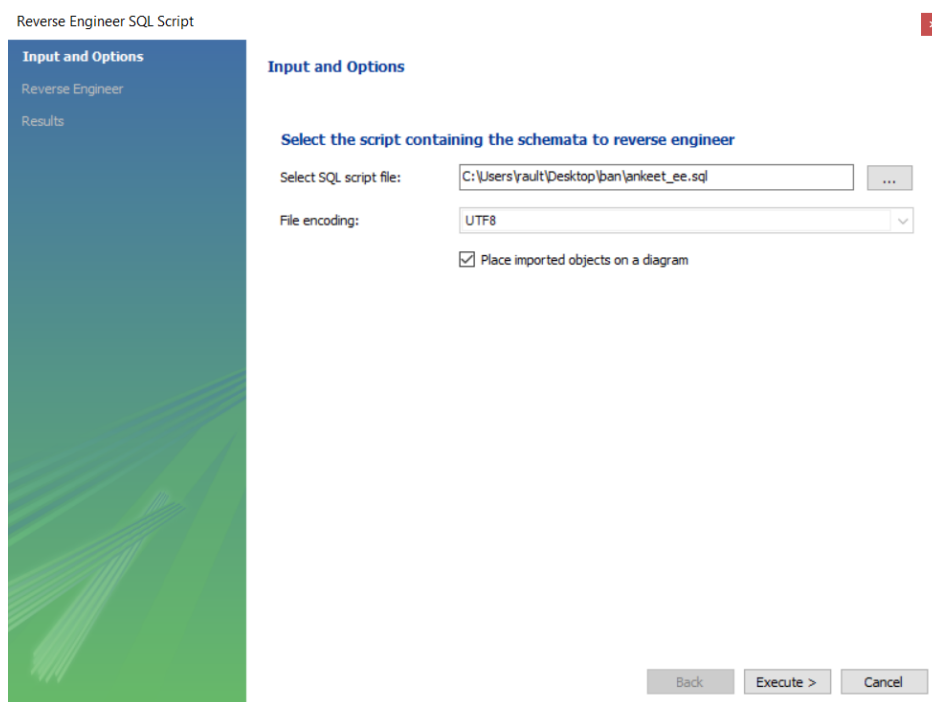 Reverse Engineer SQL Script
Input and Options
Reverse Engineer
Results
Input and Options
Select the script containing the schemata to reverse engineer
Select SQL script file: C:\Users\rault\Desktop\ban\ankeet_ee.sql ...
File encoding: UTF8
Place imported objects on a diagram
Back Execute > Cancel